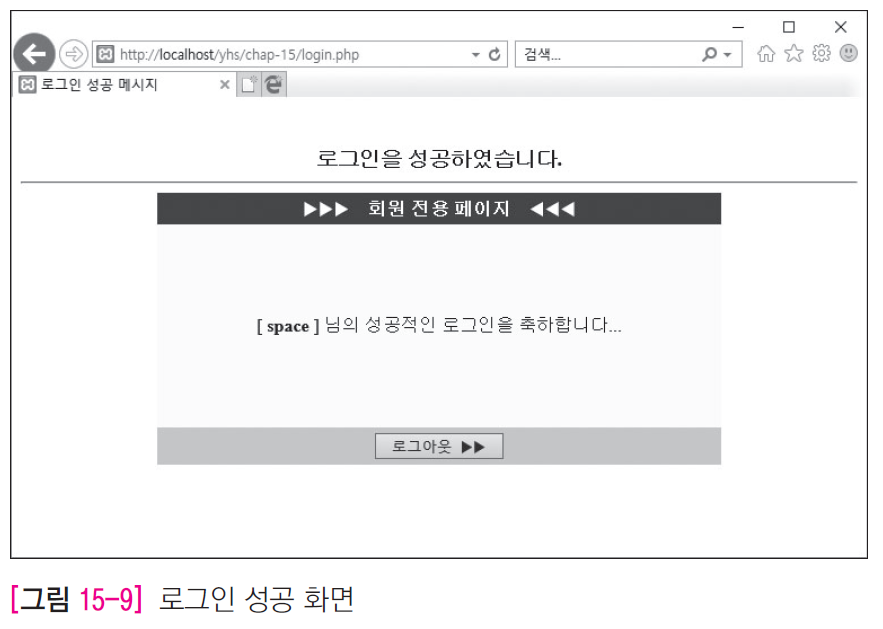 http://localhost/yhs/chap-15/login.php
검색...
로그인 성공 메시지
로그인을 성공하였습니다.
▶▶▶ 회원 전용 페이지 ◀◀◀
[ space ] 님의 성공적인 로그인을 축하합니다...
로그아웃 ▶▶
[그림 15-9] 로그인 성공 화면